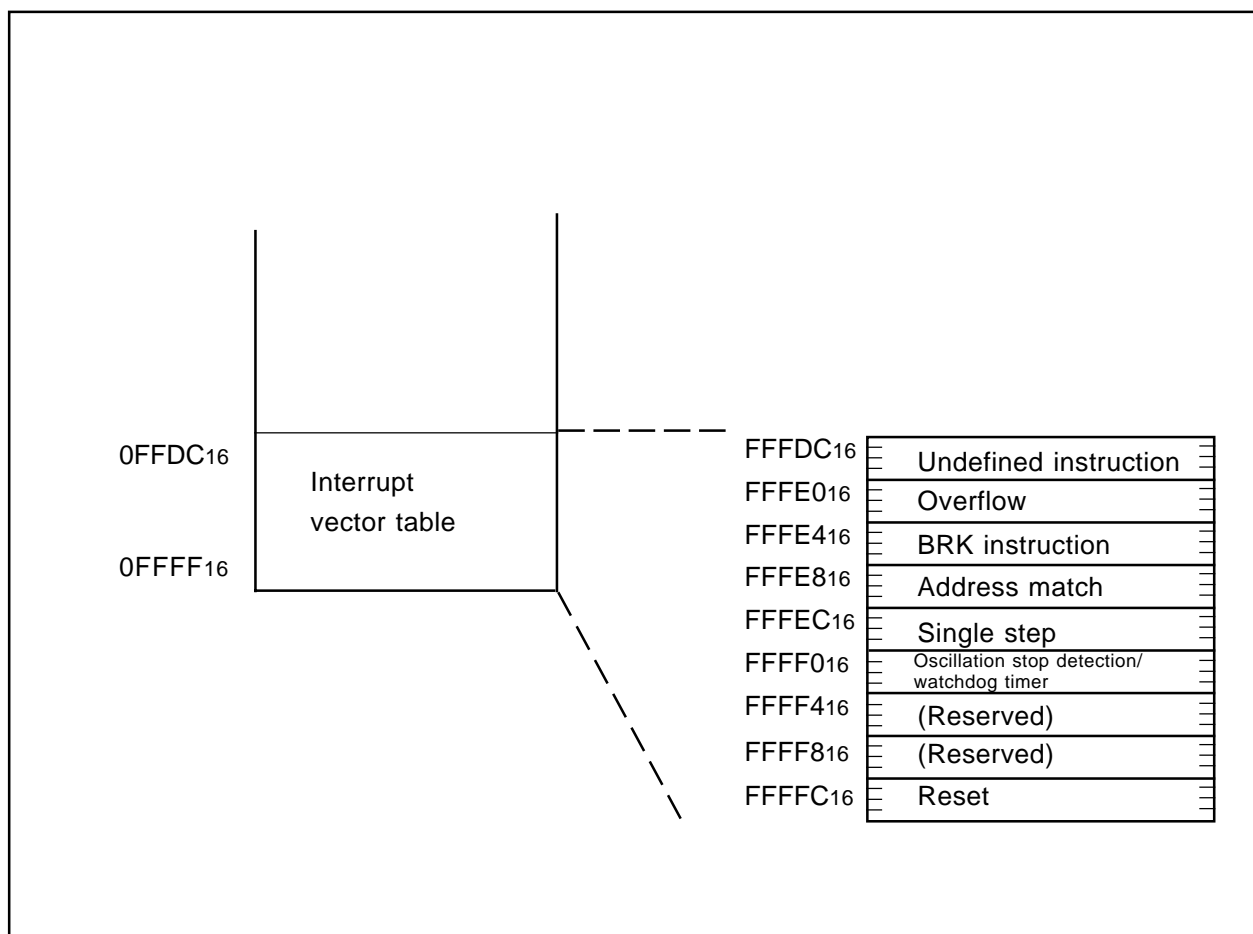 0FFDC16
Interrupt
vector table
0FFFF16
FFFDC16 Undefined instruction
FFFE016 Overflow
FFFE416 BRK instruction
FFFE816 Address match
FFFEC16 Single step
FFFF016 Oscillation stop detection/
watchdog timer
FFFF416 (Reserved)
FFFF816 (Reserved)
FFFFC16 Reset